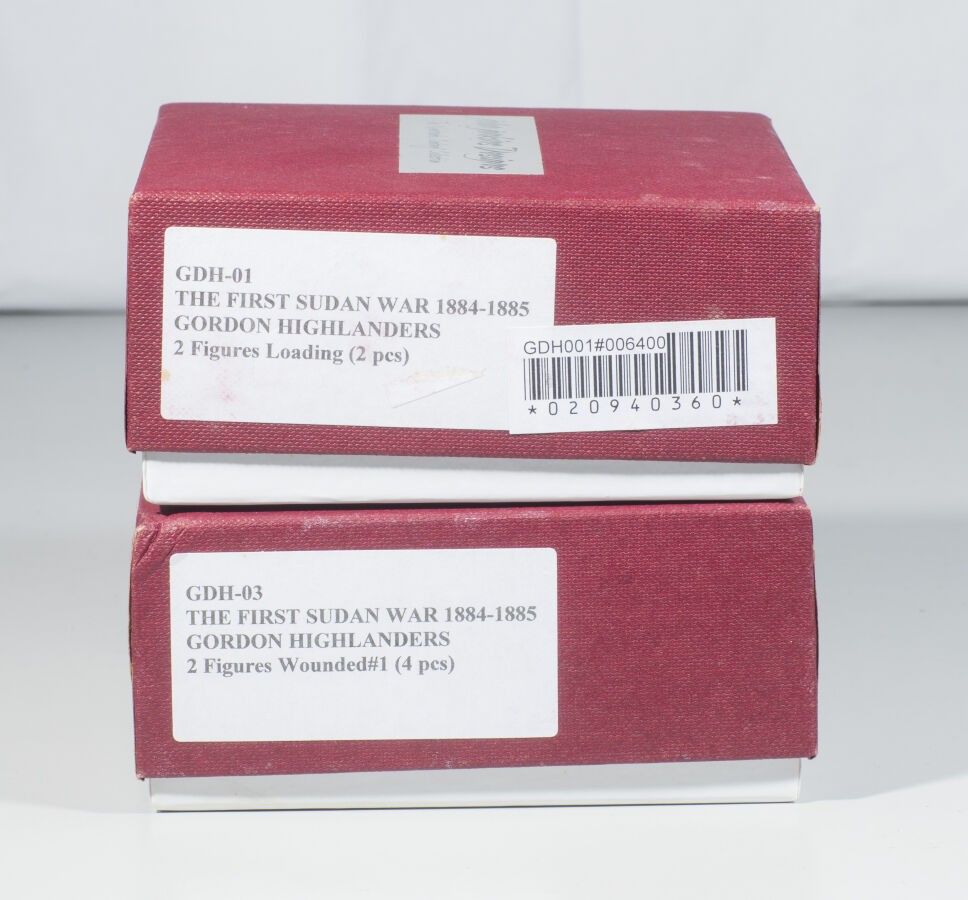 Designs
GDH-01
THE FIRST SUDAN WAR 1884-1885
GORDON HIGHLANDERS
2 Figures Loading (2 pcs)
GDH001#006400
*020940360*
GDH-03
THE FIRST SUDAN WAR 1884-1885
GORDON HIGHLANDERS
2 Figures Wounded#1 (4 pcs)